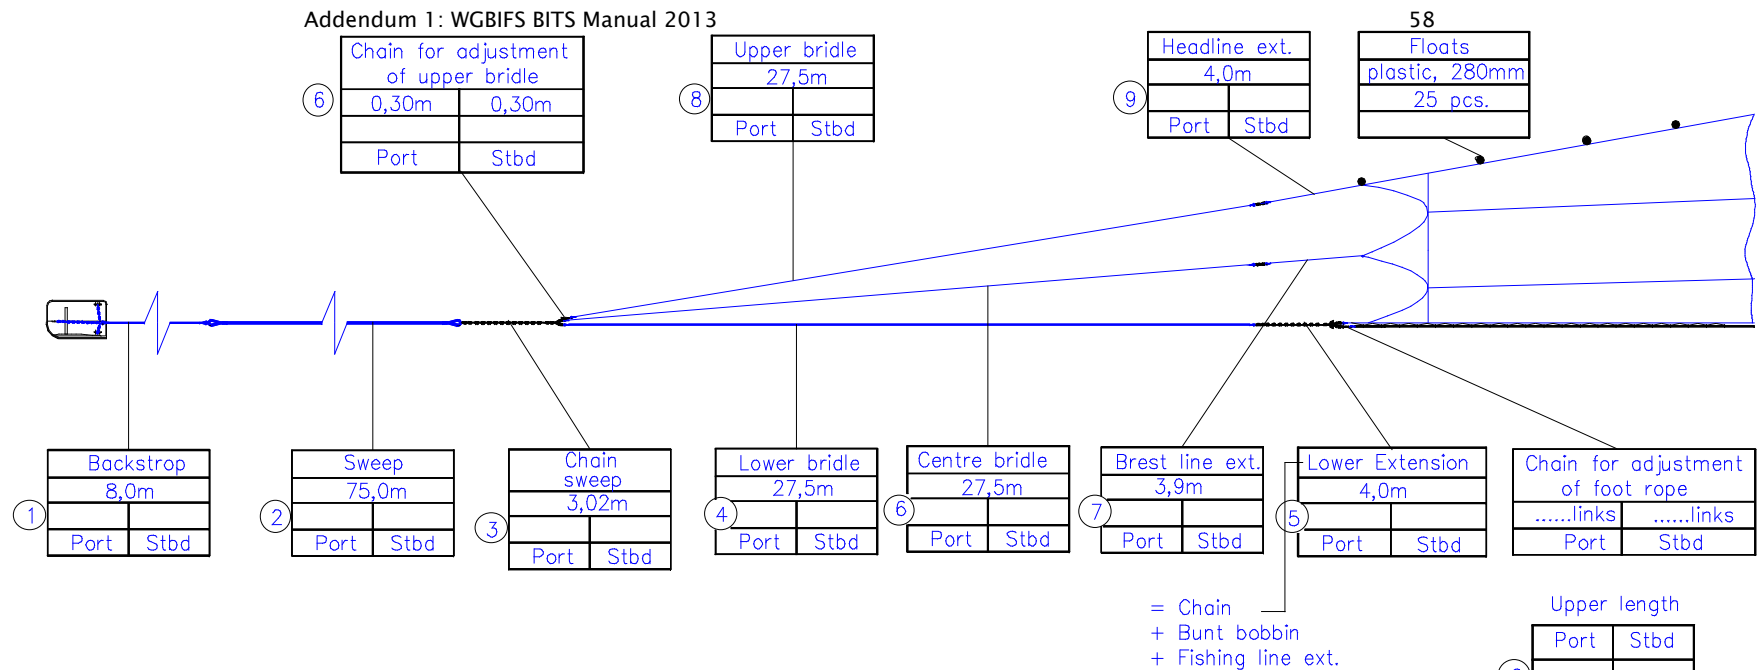 Addendum 1: WGBIFS BITS Manual 2013
58
Chain for adjustment
of upper bridle
6
0,30m 0,30m
Port Stbd
Upper bridle
27,5m
8
Port Stbd
Headline ext.
4,0m
9
Port Stbd
Floats
plastic, 280mm
25 pcs.
Backstrop
8,0m
1
Port Stbd
Sweep
75,0m
2
Port Stbd
Chain
sweep
3,02m
3
Port Stbd
Lower bridle
27,5m
4
Port Stbd
Centre bridle
27,5m
6
Port Stbd
Brest line ext.
3,9m
7
Port Stbd
Lower Extension
4,0m
5
Port Stbd
Chain for adjustment
of foot rope
......links ......links
Port Stbd
= Chain
+ Bunt bobbin
+ Fishing line ext.
Upper length
Port Stbd